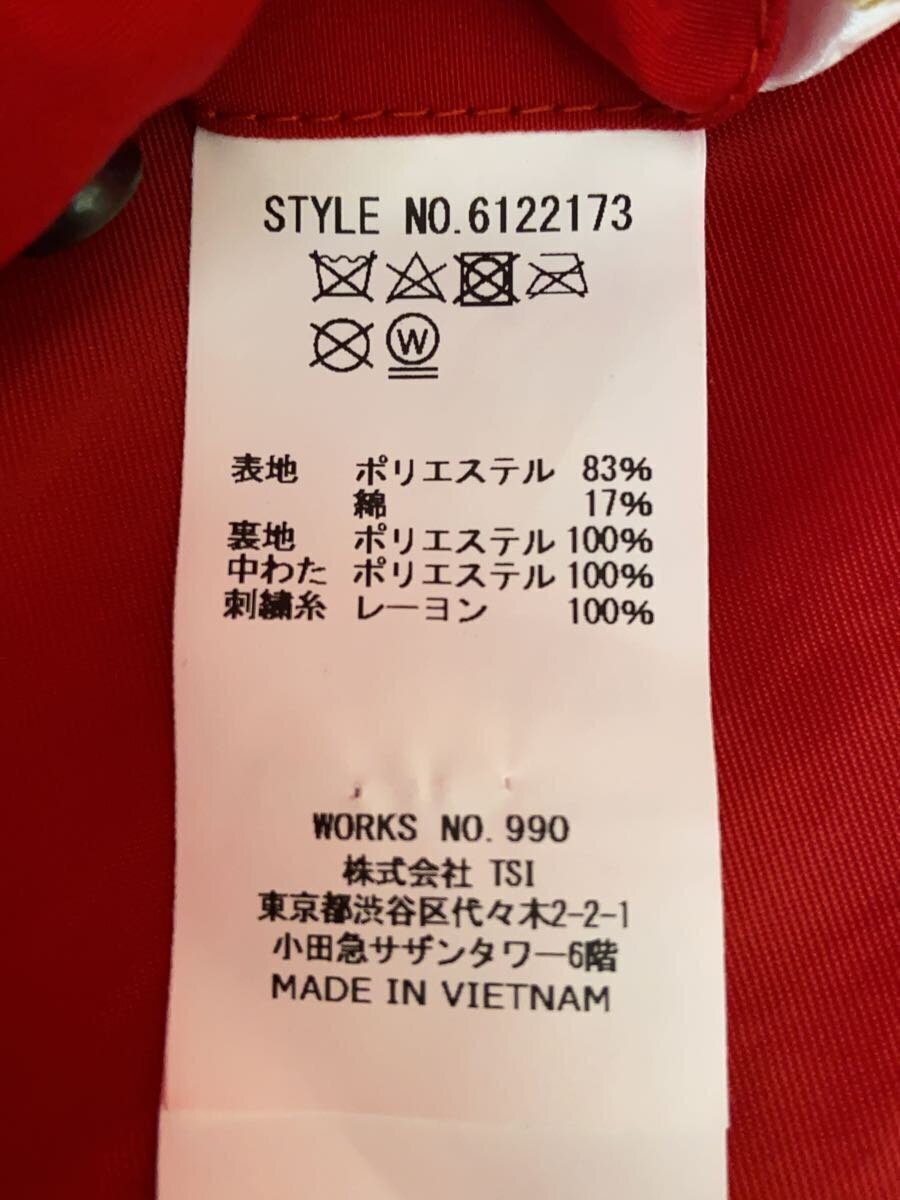 STYLE NO.6122173
W
表地 ポリエステル 83%
綿 17%
裏地 ポリエステル 100%
中わた ポリエステル 100%
刺繍糸 レーヨン 100%
WORKS NO. 990
株式会社 TSI
東京都渋谷区代々木2-2-1
小田急サザンタワー6階
MADE IN VIETNAM